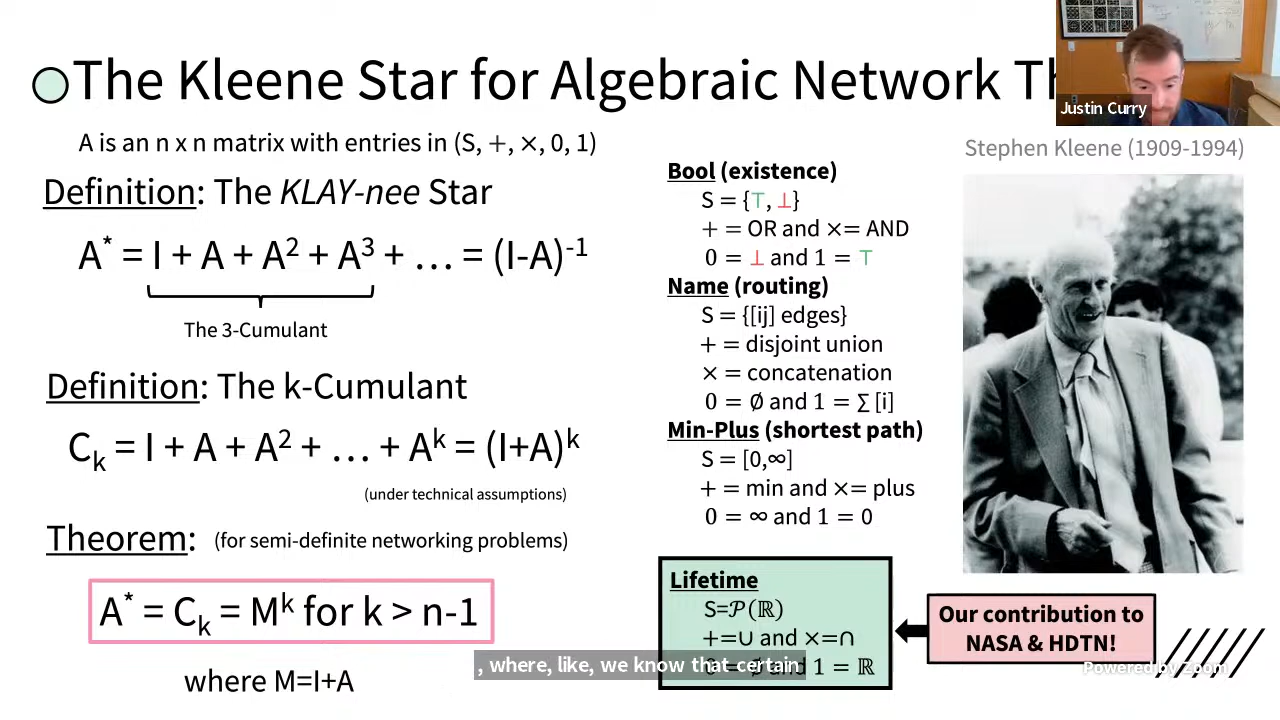 The Kleene Star for Algebraic Network Th
Justin Curry
A is an n x n matrix with entries in (S, +, ×, 0, 1)
Definition: The KLAY-nee Star
A* = I + A + A² + A³ + … = (I-A)⁻¹
The 3-Cumulant
Definition: The k-Cumulant
Cₖ = I + A + A² + … + Aᵏ = (I+A)ᵏ
(under technical assumptions)
Theorem: (for semi-definite networking problems)
A* = Cₖ = Mᵏ for k > n-1
where M=I+A
Bool (existence)
S = {⊤, ⊥}
+ = OR and ×= AND
0 = ⊥ and 1 = ⊤
Name (routing)
S = {[ij] edges}
+ = disjoint union
× = concatenation
0 = ∅ and 1 = ∑ [i]
Min-Plus (shortest path)
S = [0,∞]
+ = min and ×= plus
0 = ∞ and 1 = 0
Lifetime
S=𝒫(ℝ)
+=∪ and ×=∩
0 = ∅ and 1 = ℝ
Stephen Kleene (1909-1994)
Our contribution to
NASA & HDTN!
, where, like, we know that certain
Powered by Zoom